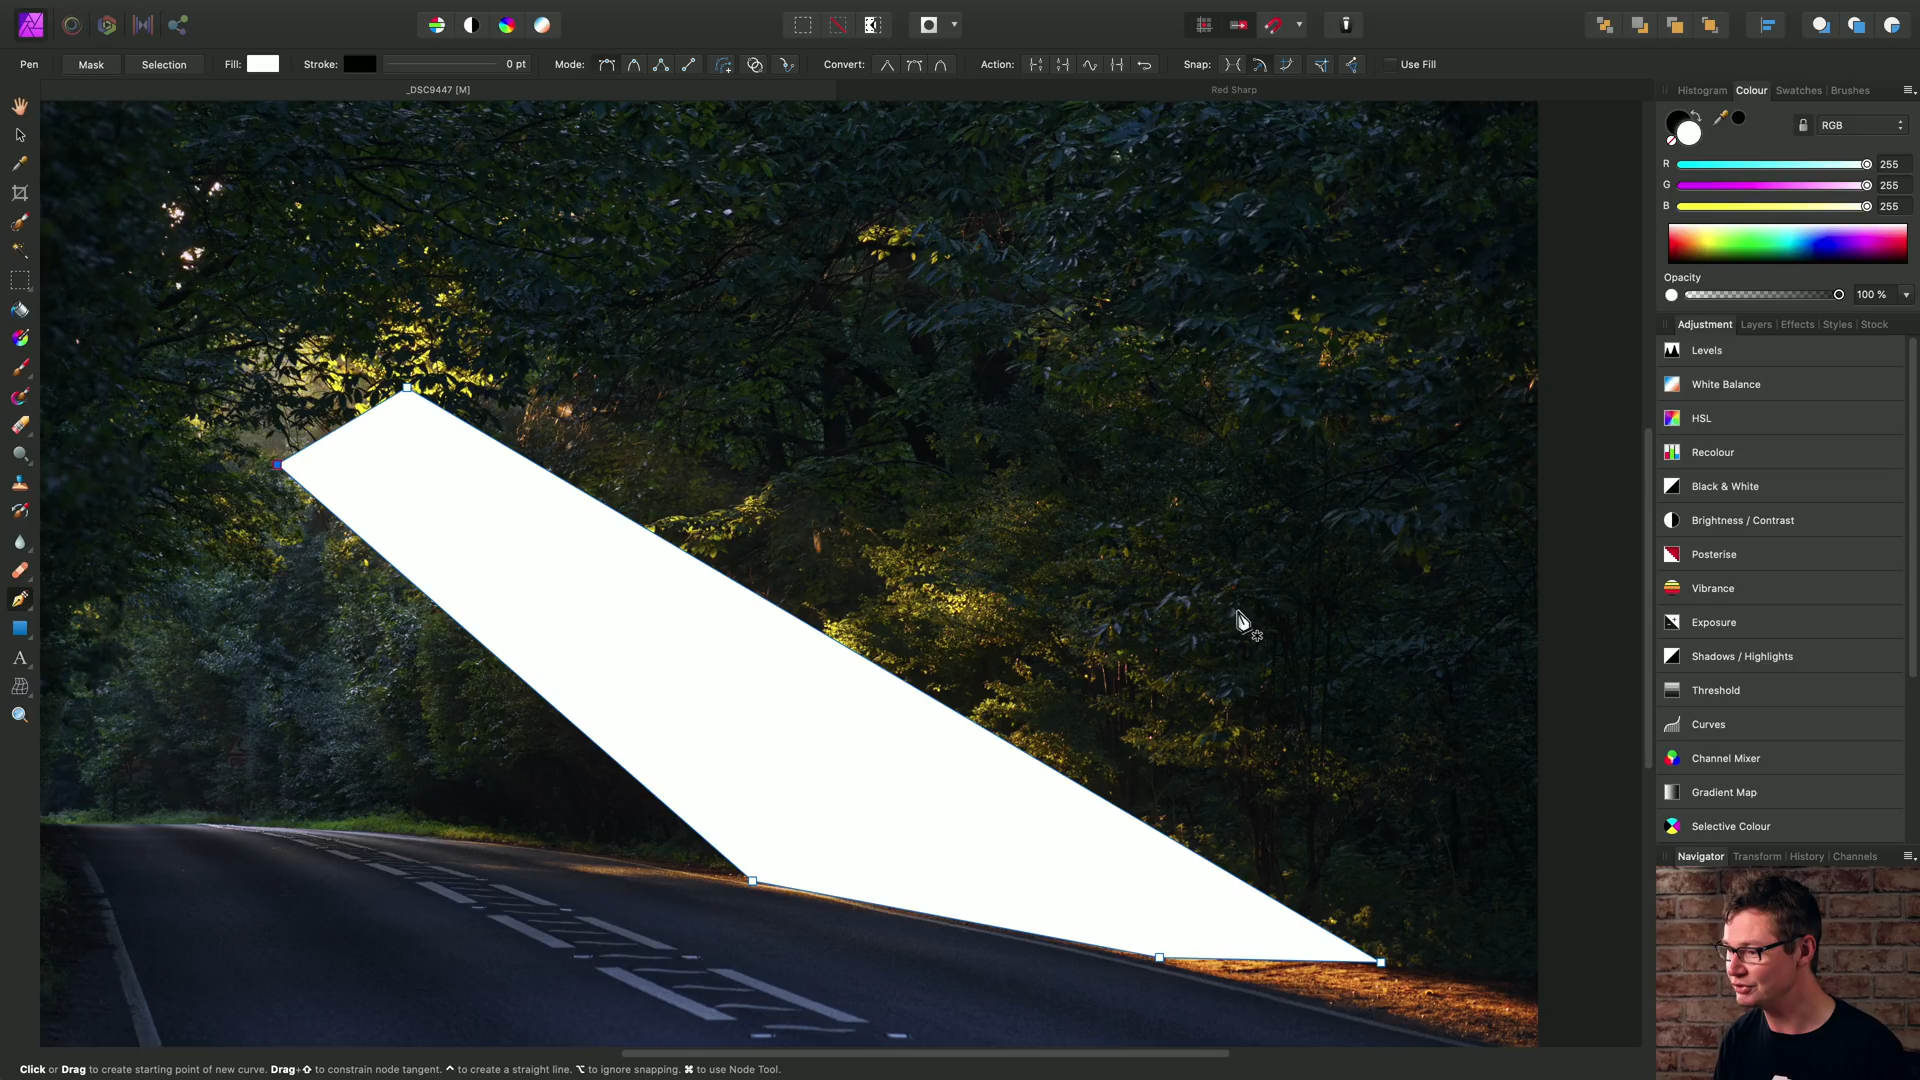 Pen Mask Selection Fill: Stroke: 0 pt Mode: Convert: Action: Snap: Use Fill
_DSC9447 [M] Red Sharp
Histogram Colour Swatches Brushes
RGB
R 255
G 255
B 255
Opacity
100 %
Adjustment Layers Effects Styles Stock
Levels
White Balance
HSL
Recolour
Black & White
Brightness / Contrast
Posterise
Vibrance
Exposure
Shadows / Highlights
Threshold
Curves
Channel Mixer
Gradient Map
Selective Colour
Navigator Transform History Channels
Click or Drag to create starting point of new curve. Drag+⇧ to constrain node tangent. ^ to create a straight line. ⌥ to ignore snapping. ⌘ to use Node Tool.